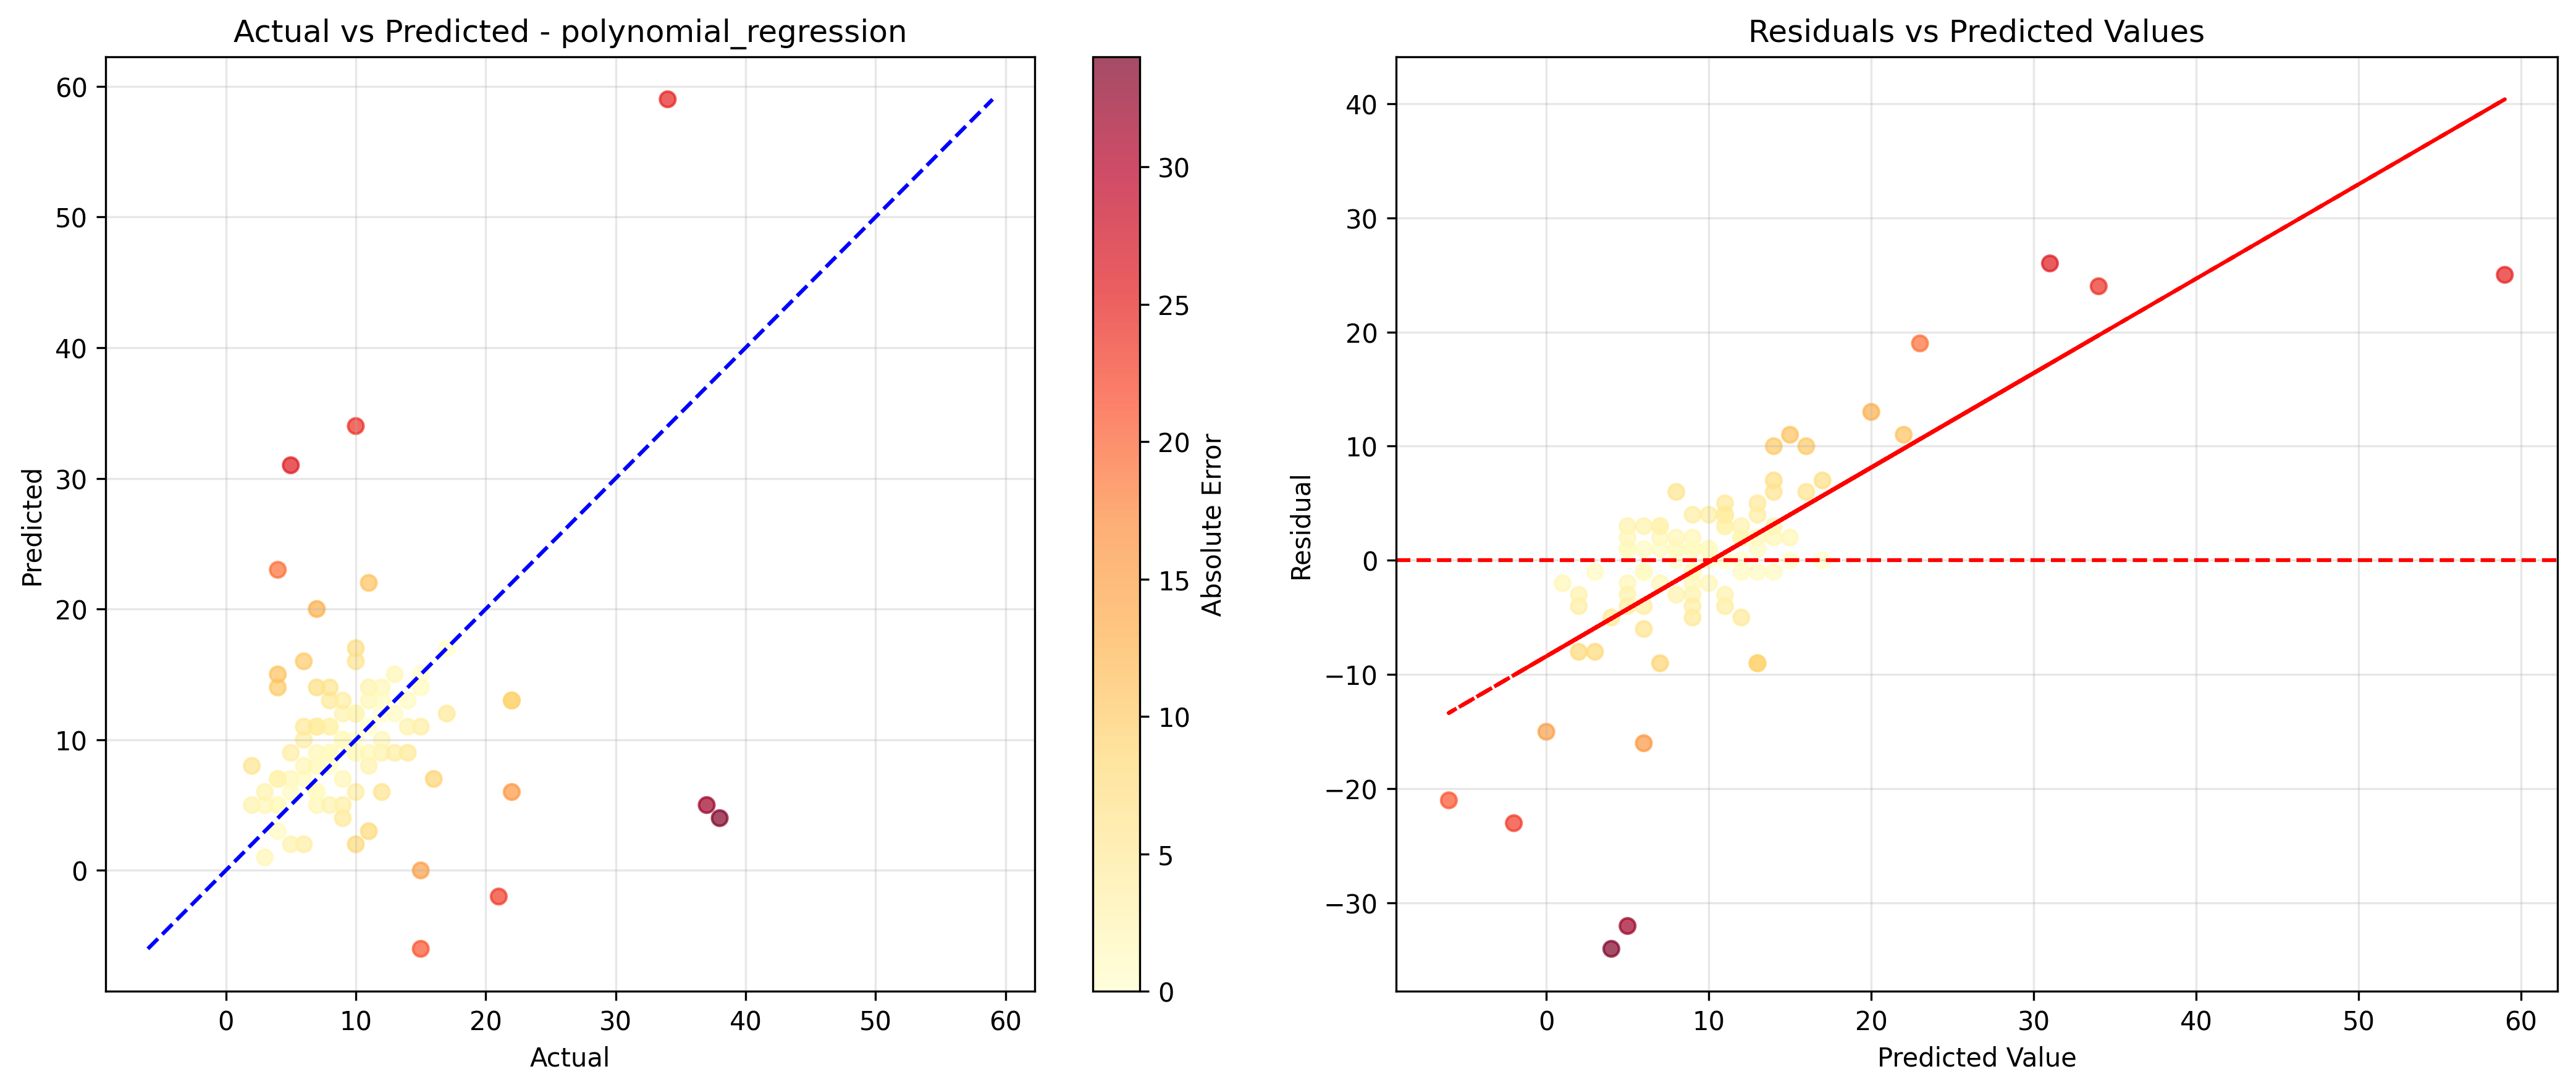 Actual vs Predicted - polynomial_regression
Predicted
60
50
40
30
20
10
0
0 10 20 30 40 50 60
Actual
30
25
20
15
10
5
0
Absolute Error
Residuals vs Predicted Values
Residual
40
30
20
10
0
−10
−20
−30
0 10 20 30 40 50 60
Predicted Value